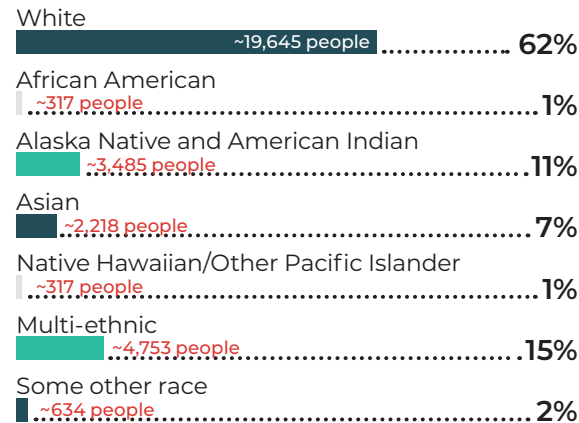 White
~19,645 people 62%
African American
~317 people 1%
Alaska Native and American Indian
~3,485 people 11%
Asian
~2,218 people 7%
Native Hawaiian/Other Pacific Islander
~317 people 1%
Multi-ethnic
~4,753 people 15%
Some other race
~634 people 2%